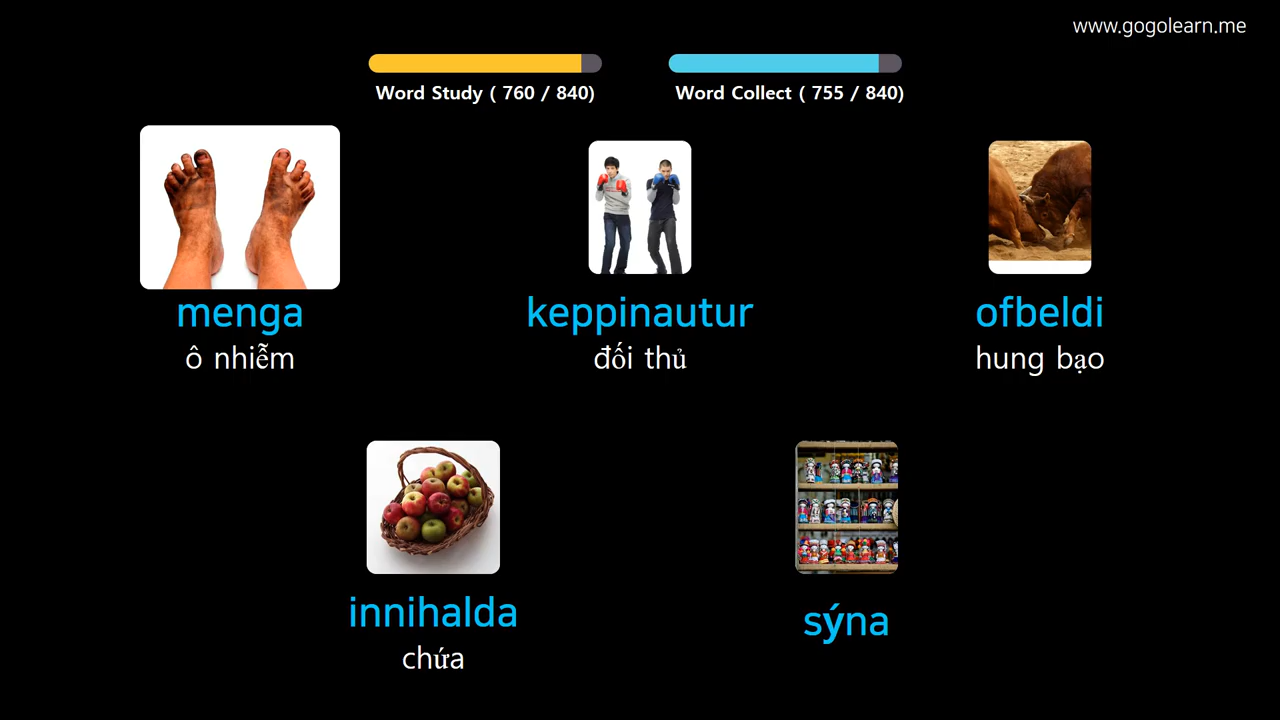 www.gogolearn.me
Word Study ( 760 / 840)
Word Collect ( 755 / 840)
menga
ô nhiễm
keppinautur
đối thủ
ofbeldi
hung bạo
innihalda
chứa
sýna